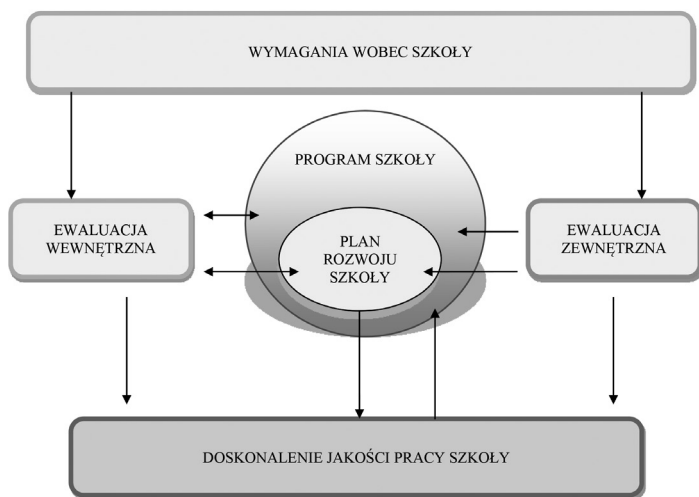 WYMAGANIA WOBEC SZKOŁY
PROGRAM SZKOŁY
EWALUACJA
WEWNĘTRZNA
PLAN
ROZWOJU
SZKOŁY
EWALUACJA
ZEWNĘTRZNA
DOSKONALENIE JAKOŚCI PRACY SZKOŁY